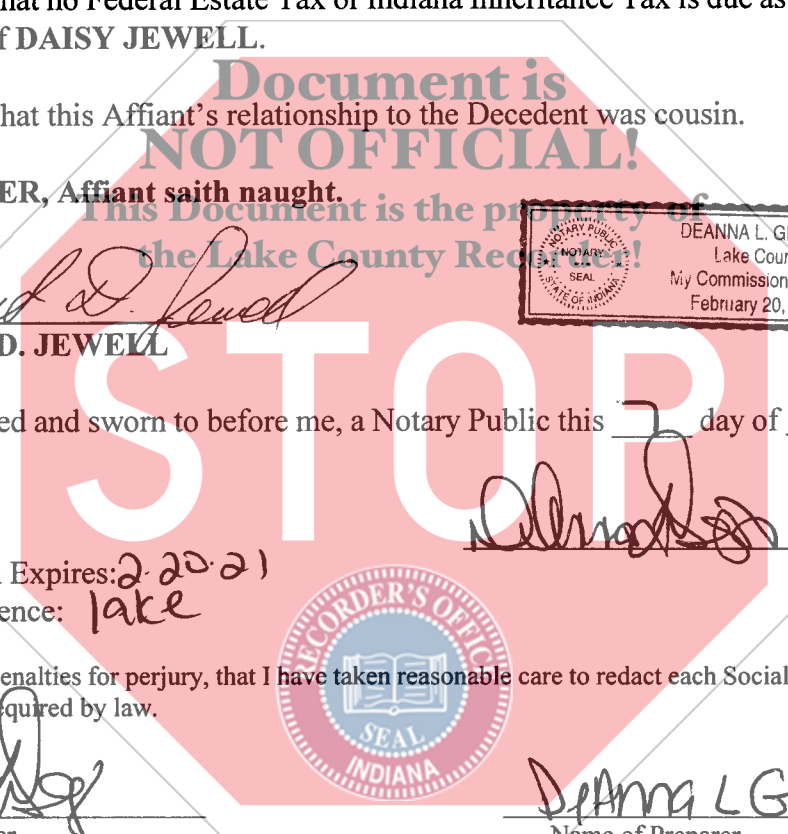 hat no Federal Estate Tax or Indiana Inheritance Tax is due as
f DAISY JEWELL.
Document is
hat this Affiant's relationship to the Decedent was cousin.
NOT OFFICIAL!
ER, Affiant saith naught.
This Document is the property of
the Lake County Recorder!
DEANNA L. G
Lake Coun
My Commission
February 20,
NOTARY PUBLIC
NOTARY
SEAL
STATE OF INDIANA
D. Jewell
D. JEWELL
STOP
ed and sworn to before me, a Notary Public this 7 day of
Expires: 2-20-21
ence: lake
RECORDER'S OFFICE
SEAL
INDIANA
enalties for perjury, that I have taken reasonable care to redact each Social
quired by law.
DeAnna L G
Name of Preparer